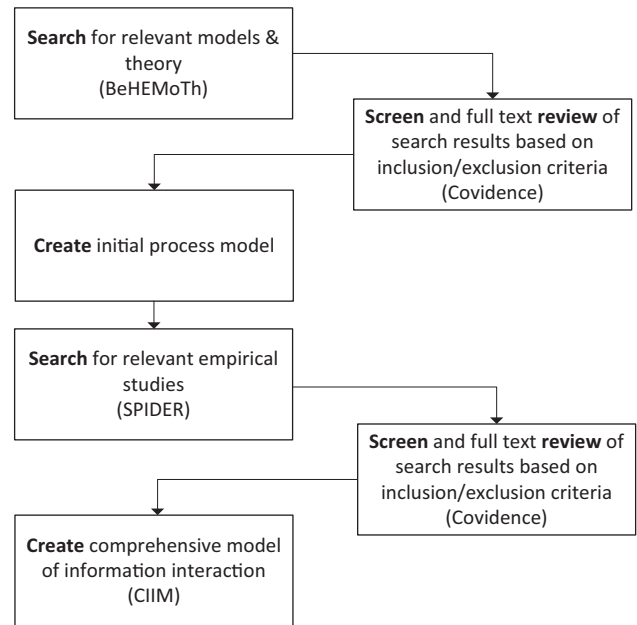 Search for relevant models &
theory
(BeHEMoTh)
Screen and full text review of
search results based on
inclusion/exclusion criteria
(Covidence)
Create initial process model
Search for relevant empirical
studies
(SPIDER)
Screen and full text review of
search results based on
inclusion/exclusion criteria
(Covidence)
Create comprehensive model
of information interaction
(CIIM)